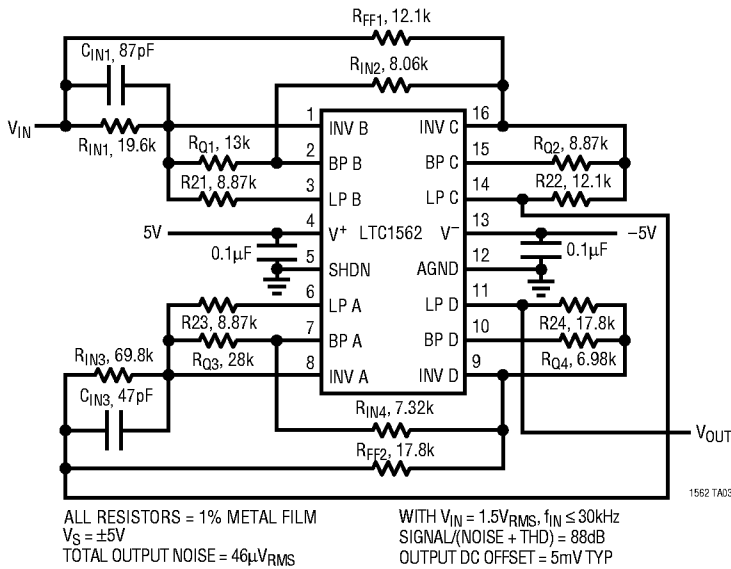 RFF1, 12.1k
CIN1, 87pF
RIN2, 8.06k
VIN
RIN1, 19.6k
1 INV B
INV C 16
RQ1, 13k
2 BP B
BP C 15
RQ2, 8.87k
R21, 8.87k
3 LP B
LP C 14
R22, 12.1k
5V
4 V+
LTC1562
V– 13
–5V
0.1µF
5 SHDN
AGND 12
0.1µF
6 LP A
LP D 11
R23, 8.87k
R24, 17.8k
7 BP A
BP D 10
RQ3, 28k
RQ4, 6.98k
RIN3, 69.8k
8 INV A
INV D 9
CIN3, 47pF
RIN4, 7.32k
RFF2, 17.8k
VOUT
1562 TA03
ALL RESISTORS = 1% METAL FILM
VS = ±5V
TOTAL OUTPUT NOISE = 46µVRMS
WITH VIN = 1.5VRMS, fIN ≤ 30kHz
SIGNAL/(NOISE + THD) = 88dB
OUTPUT DC OFFSET = 5mV TYP